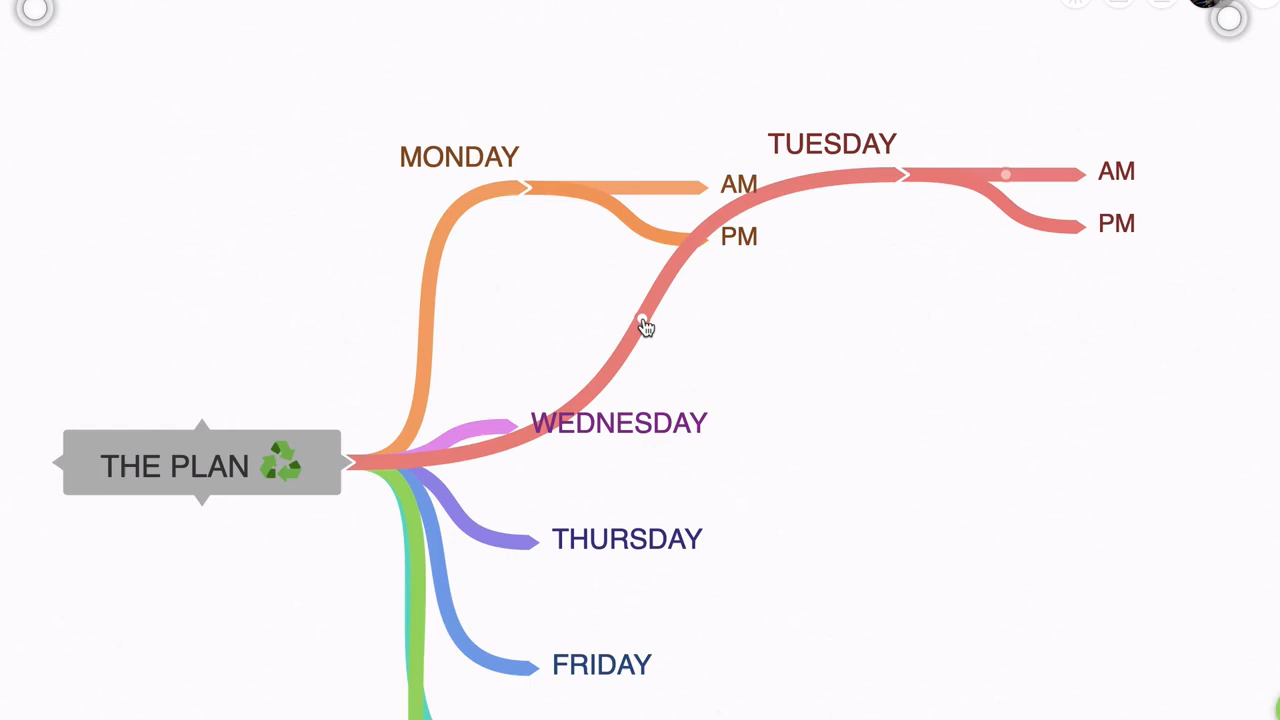 MONDAY
AM
PM
TUESDAY
AM
PM
WEDNESDAY
THE PLAN
THURSDAY
FRIDAY